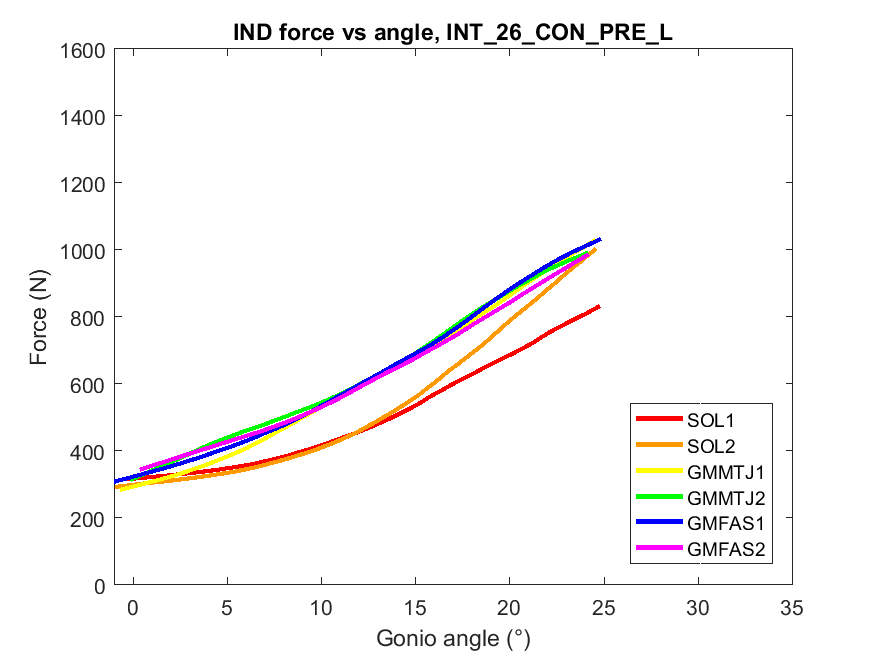 IND force vs angle, INT_26_CON_PRE_L
1600
1400
1200
1000
800
600
400
200
0
Force (N)
0 5 10 15 20 25 30 35
Gonio angle (°)
SOL1
SOL2
GMMTJ1
GMMTJ2
GMFAS1
GMFAS2